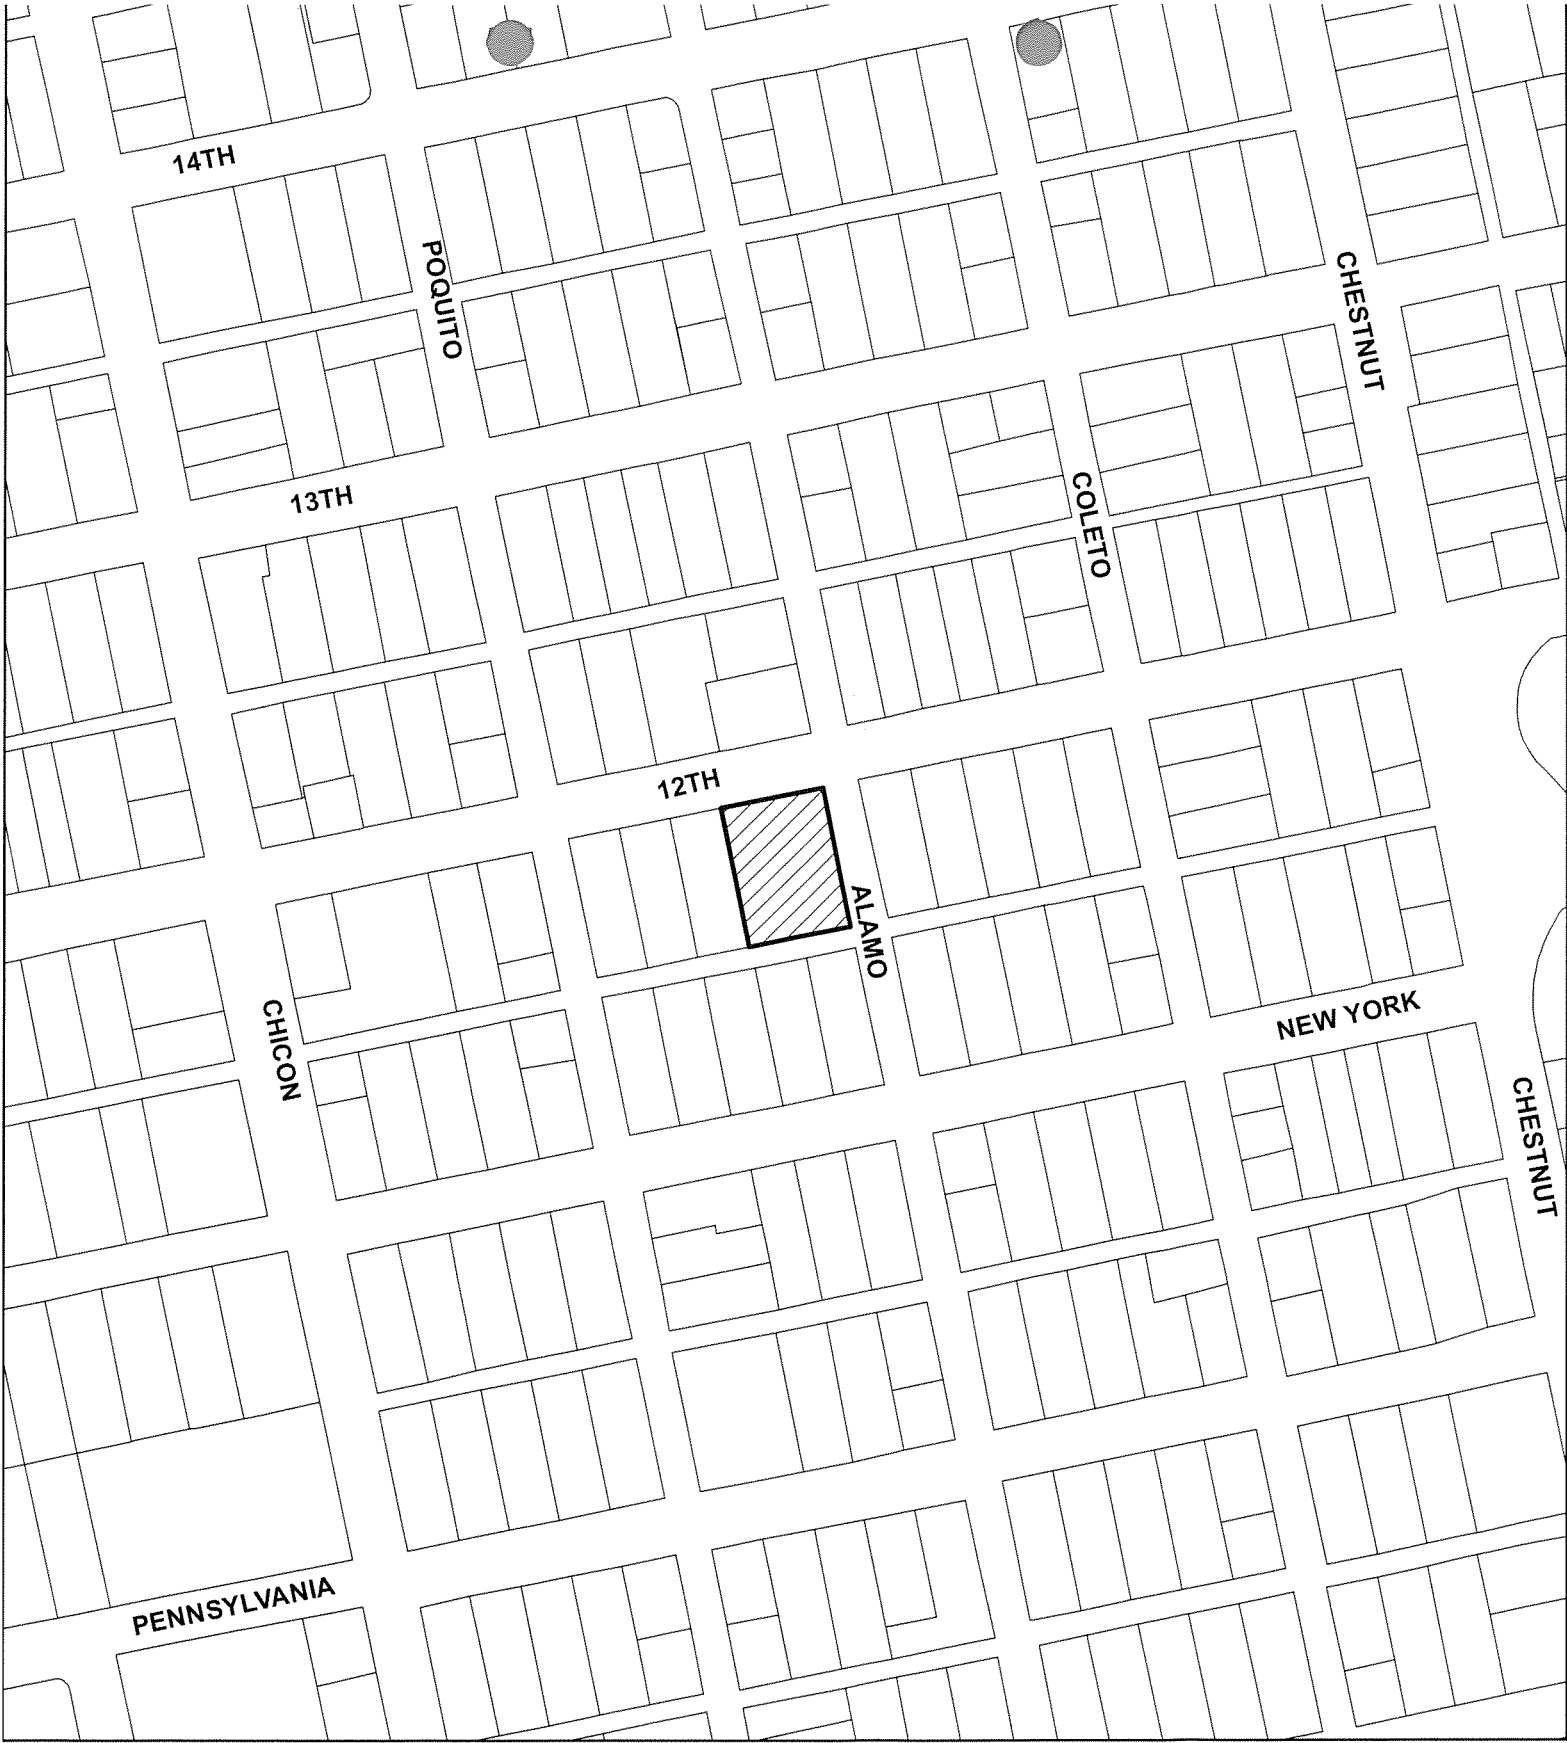 14TH
POQUITO
CHESTNUT
13TH
COLETO
12TH
ALAMO
CHICON
NEW YORK
CHESTNUT
PENNSYLVANIA